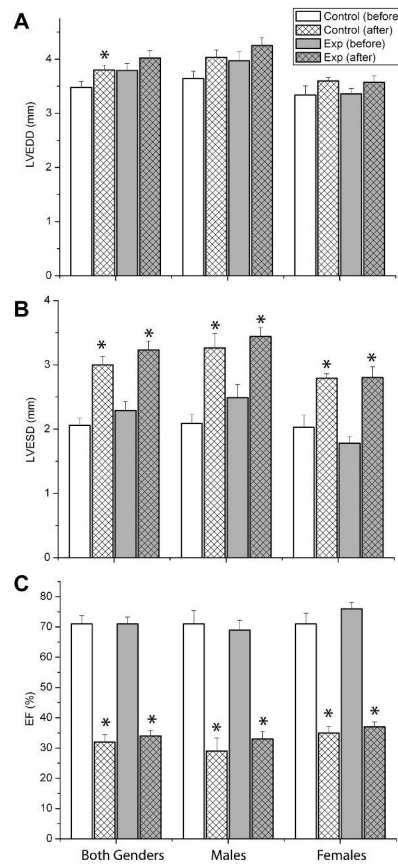 A
Control (before)
Control (after)
Exp (before)
Exp (after)
LVEDD (mm)
4
3
2
1
0
*
B
LVESD (mm)
4
3
2
1
0
* * * * * *
C
EF (%)
80
70
60
50
40
30
20
10
0
* * * * * *
Both Genders Males Females